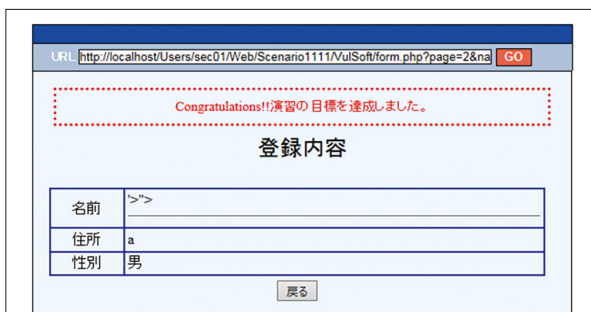 URL http://localhost/Users/sec01/Web/Scenario1111/VulSoft/form.php?page=2&na GO
Congratulations!!演習の目標を達成しました。
登録内容
名前 '>">
住所 a
性別 男
戻る